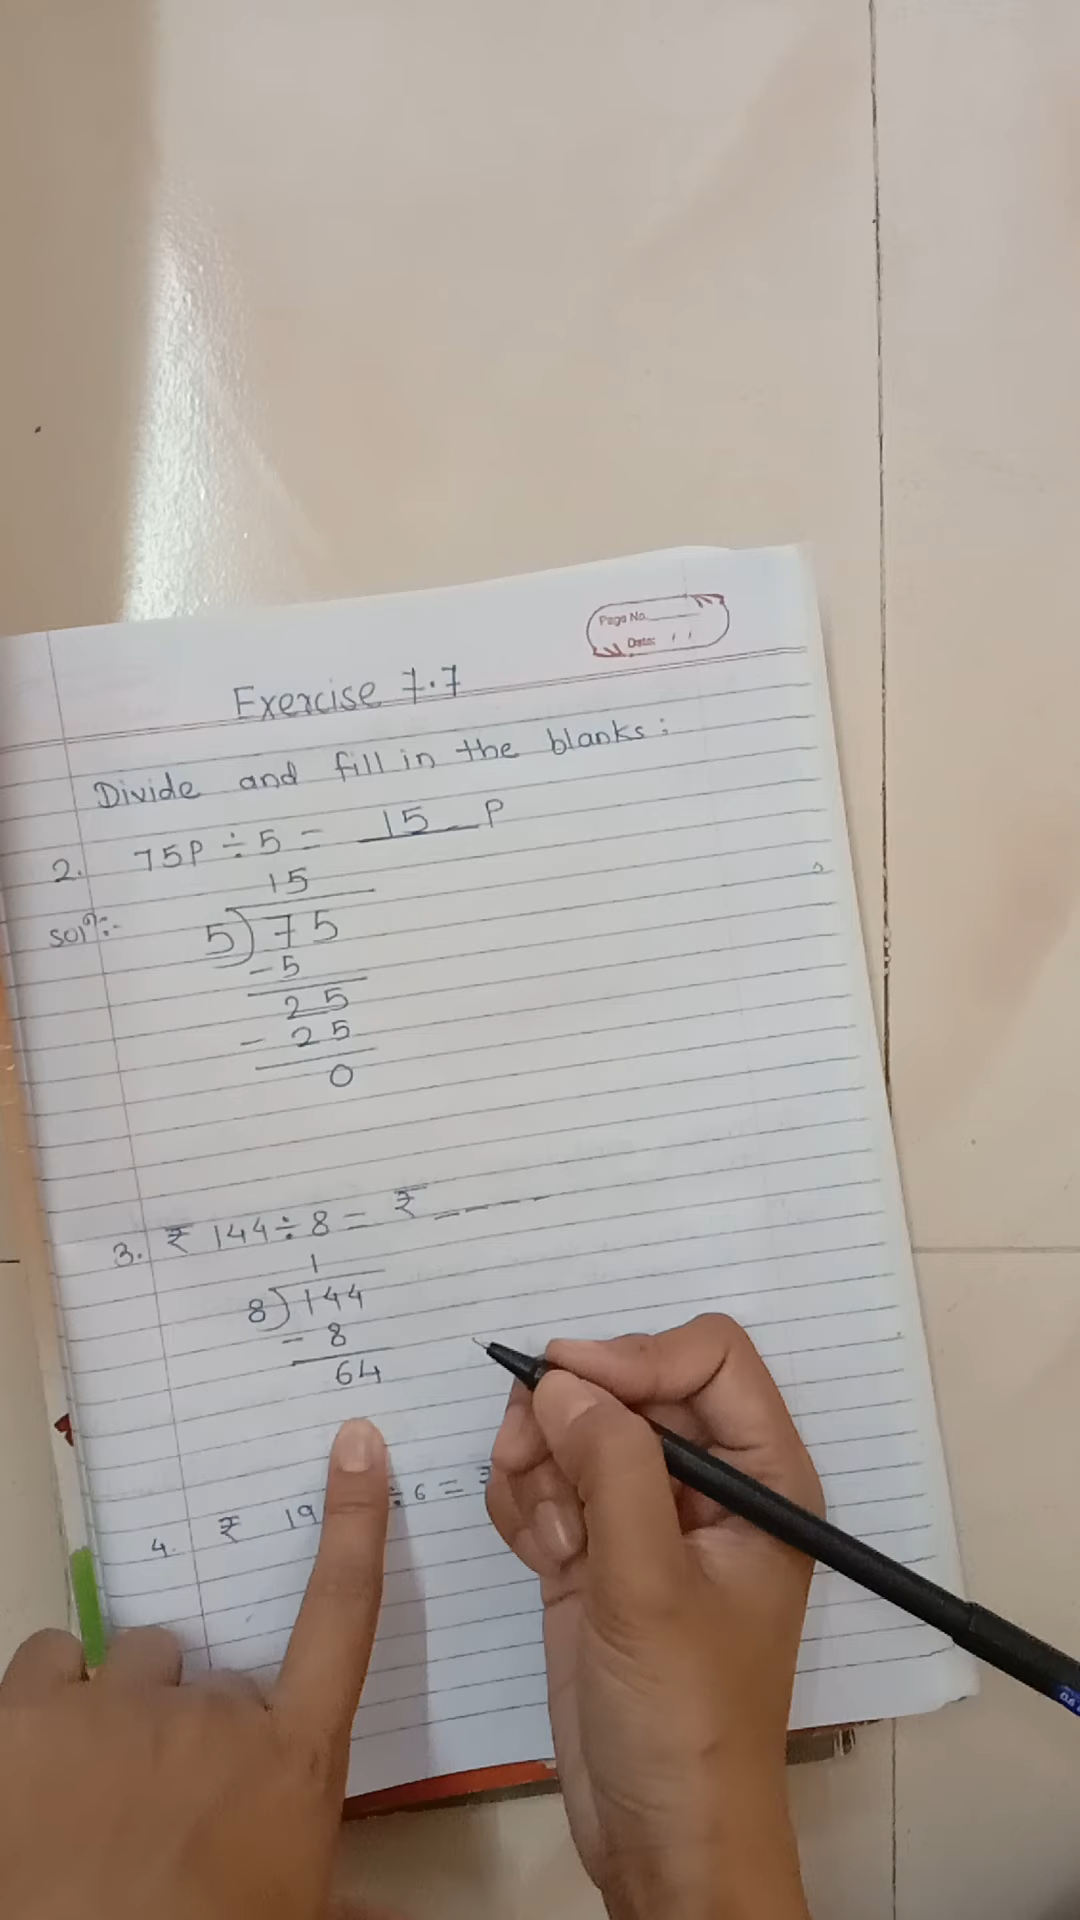 Page No.
Date: / /
Exercise 7.7
Divide and fill in the blanks:
2. 75P ÷ 5 = 15 P
15
solⁿ:-
5) 75
- 5
25
- 25
0
3. ₹ 144 ÷ 8 = ₹ ----
1
8) 144
- 8
64
4. ₹ 19 ÷ 6 = ₹